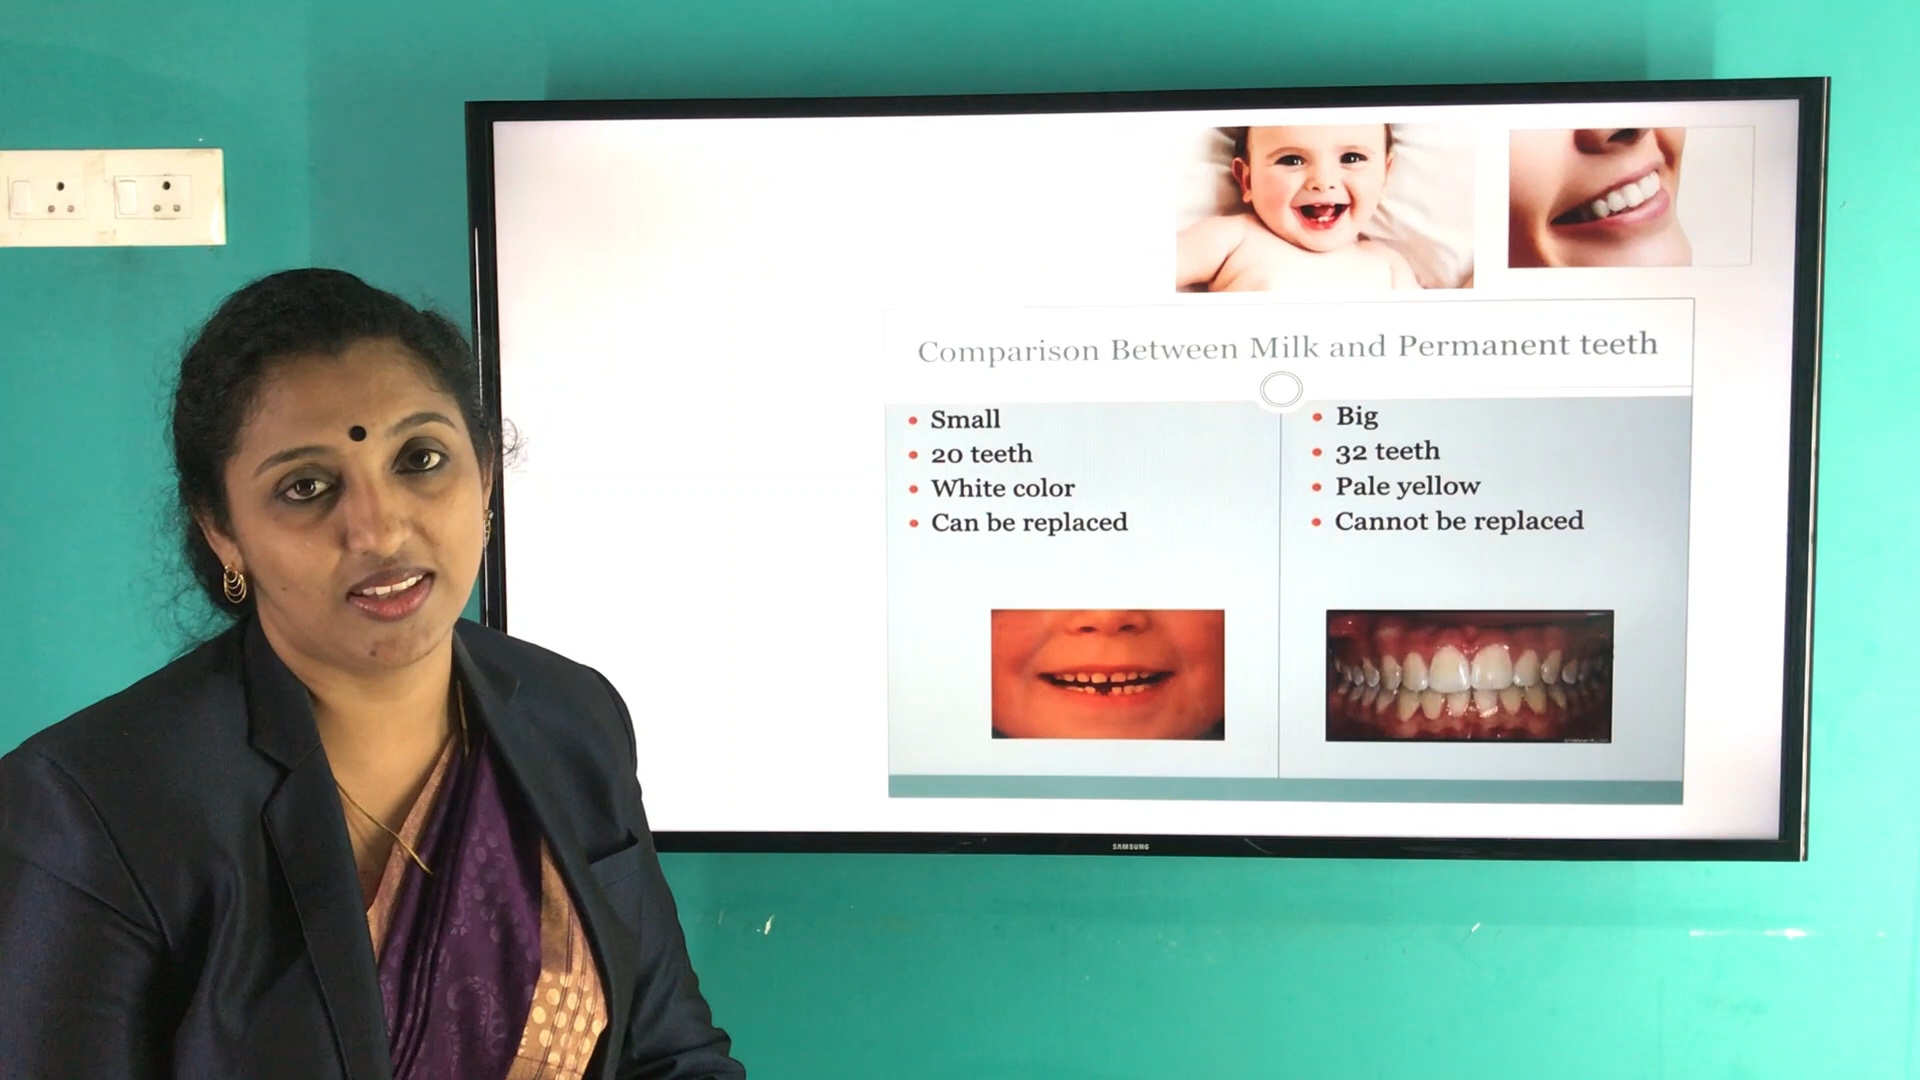 Comparison Between Milk and Permanent teeth
Small
20 teeth
White color
Can be replaced
Big
32 teeth
Pale yellow
Cannot be replaced
SAMSUNG